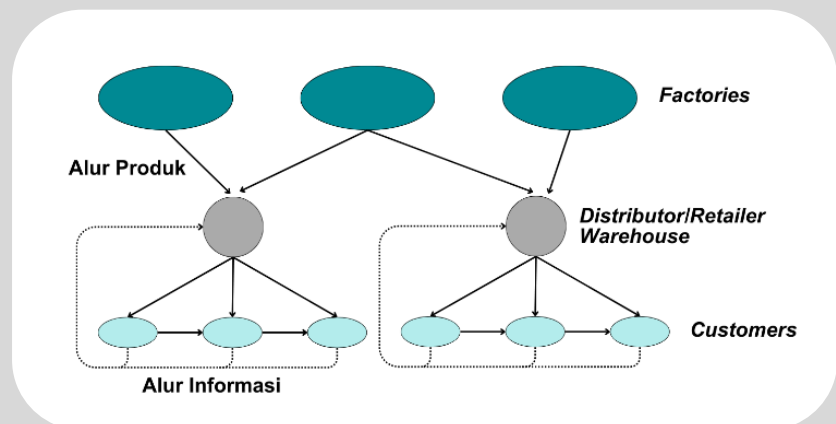 Factories
Alur Produk
Distributor/Retailer
Warehouse
Customers
Alur Informasi